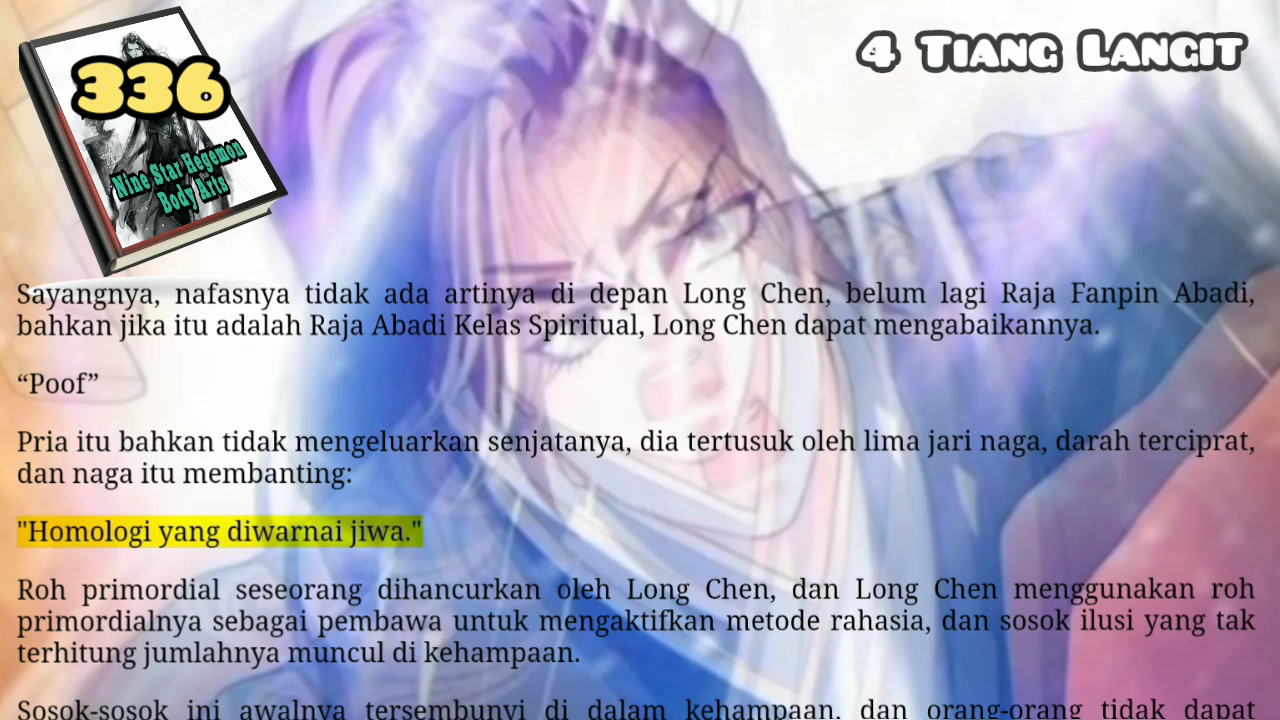 336
Nine Star Hegemon
Body Arts
4 Tiang Langit
Sayangnya, nafasnya tidak ada artinya di depan Long Chen, belum lagi Raja Fanpin Abadi,
bahkan jika itu adalah Raja Abadi Kelas Spiritual, Long Chen dapat mengabaikannya.
“Poof”
Pria itu bahkan tidak mengeluarkan senjatanya, dia tertusuk oleh lima jari naga, darah terciprat,
dan naga itu membanting:
"Homologi yang diwarnai jiwa."
Roh primordial seseorang dihancurkan oleh Long Chen, dan Long Chen menggunakan roh
primordialnya sebagai pembawa untuk mengaktifkan metode rahasia, dan sosok ilusi yang tak
terhitung jumlahnya muncul di kehampaan.
Sosok-sosok ini awalnya tersembunyi di dalam kehampaan, dan orang-orang tidak dapat